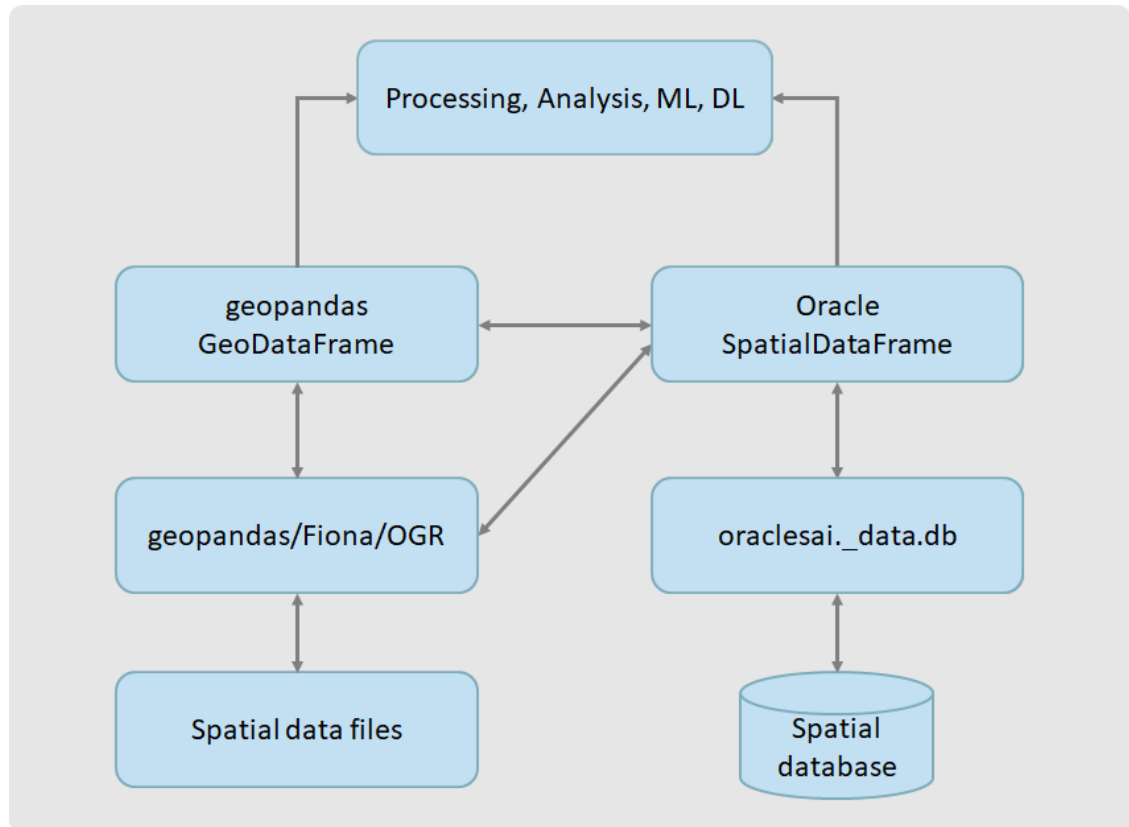 Processing, Analysis, ML, DL
geopandas
GeoDataFrame
Oracle
SpatialDataFrame
geopandas/Fiona/OGR
oraclesai._data.db
Spatial data files
Spatial
database